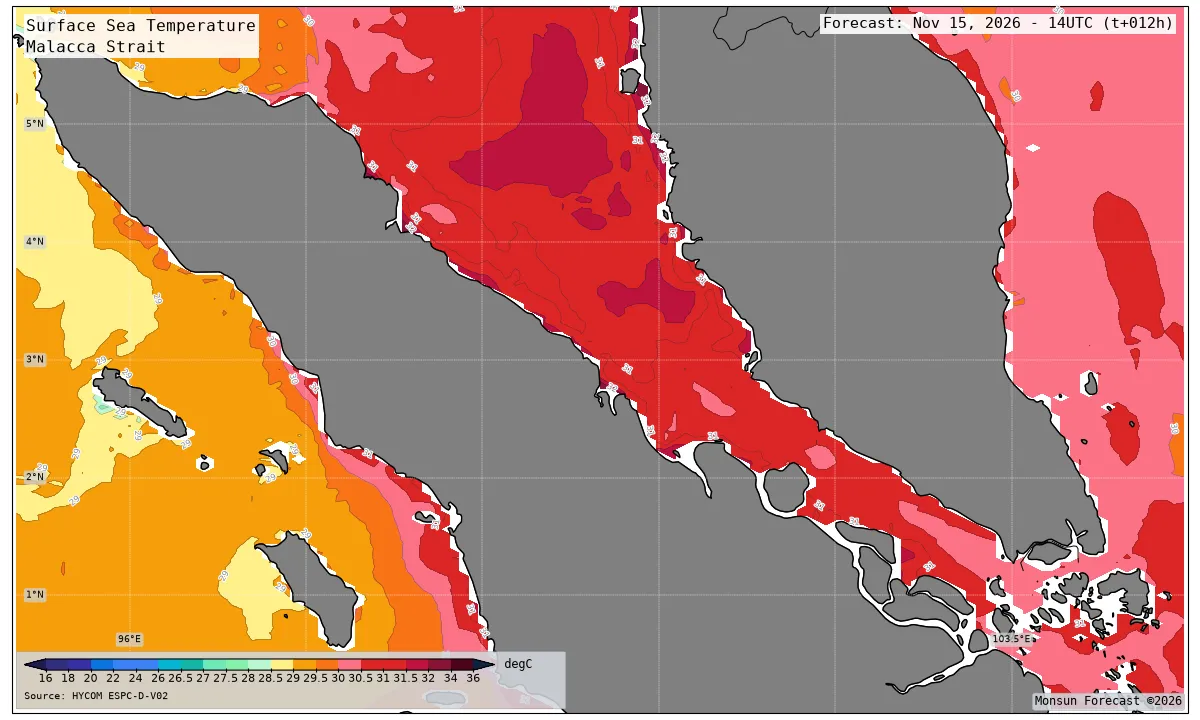 Surface Sea Temperature
Malacca Strait
Forecast: Nov 15, 2026 - 14UTC (t+012h)
5°N
4°N
3°N
2°N
1°N
96°E
103.5°E
degC
16 18 20 22 24 26 26.5 27 27.5 28 28.5 29 29.5 30 30.5 31 31.5 32 34 36
Source: HYCOM ESPC-D-V02
Monsun Forecast ©2026